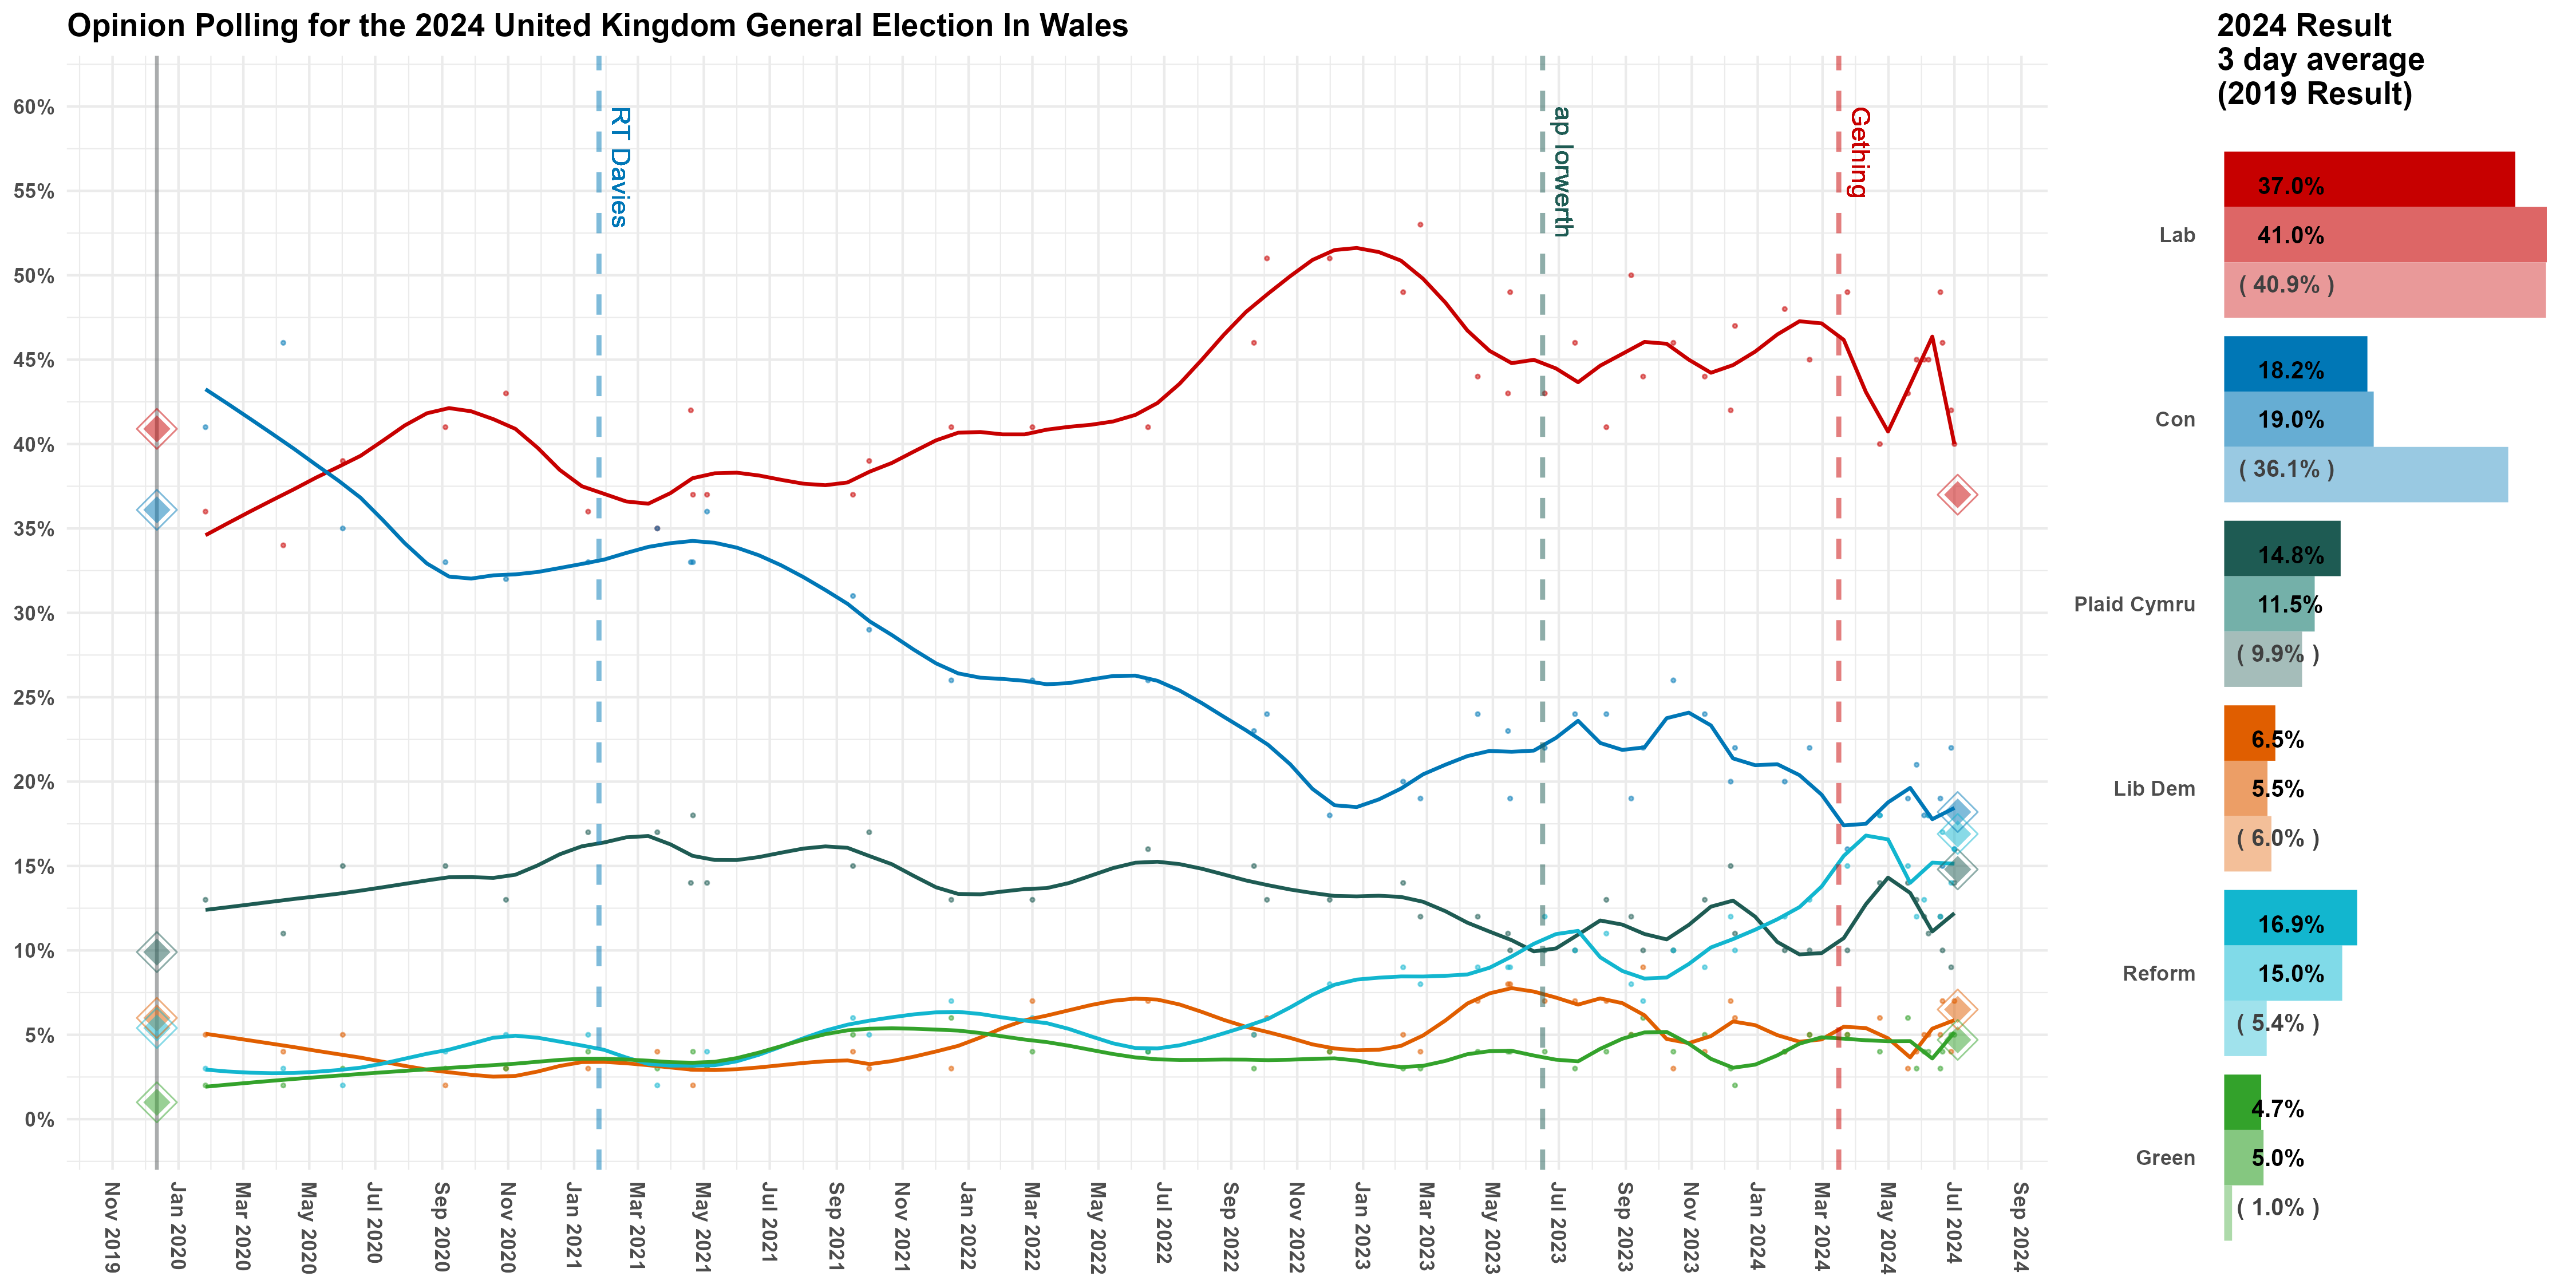 Opinion Polling for the 2024 United Kingdom General Election In Wales
2024 Result
3 day average
(2019 Result)
60%
55%
50%
45%
40%
35%
30%
25%
20%
15%
10%
5%
0%
RT Davies
ap Iorwerth
Gething
Nov 2019
Jan 2020
Mar 2020
May 2020
Jul 2020
Sep 2020
Nov 2020
Jan 2021
Mar 2021
May 2021
Jul 2021
Sep 2021
Nov 2021
Jan 2022
Mar 2022
May 2022
Jul 2022
Sep 2022
Nov 2022
Jan 2023
Mar 2023
May 2023
Jul 2023
Sep 2023
Nov 2023
Jan 2024
Mar 2024
May 2024
Jul 2024
Sep 2024
37.0%
Lab
41.0%
( 40.9% )
18.2%
Con
19.0%
( 36.1% )
14.8%
Plaid Cymru
11.5%
( 9.9% )
6.5%
Lib Dem
5.5%
( 6.0% )
16.9%
Reform
15.0%
( 5.4% )
4.7%
Green
5.0%
( 1.0% )